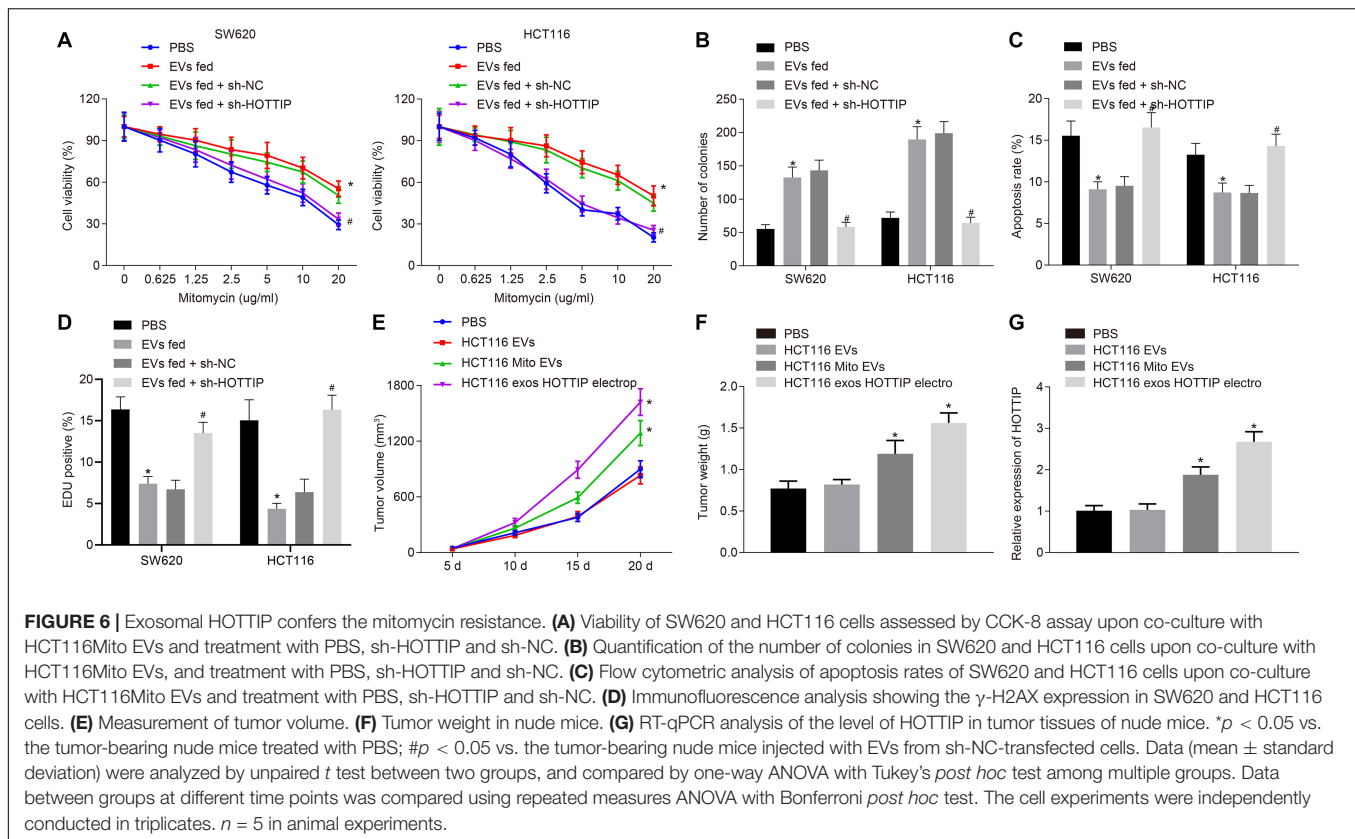 A
SW620
HCT116
PBS
EVs fed
EVs fed + sh-NC
EVs fed + sh-HOTTIP
Cell viability (%)
120
90
60
30
0
0 0.625 1.25 2.5 5 10 20
Mitomycin (ug/ml)
*
#
Cell viability (%)
120
90
60
30
0
0 0.625 1.25 2.5 5 10 20
Mitomycin (ug/ml)
*
#
B
PBS
EVs fed
EVs fed + sh-NC
EVs fed + sh-HOTTIP
Number of colonies
250
200
150
100
50
0
* # * #
SW620 HCT116
C
PBS
EVs fed
EVs fed + sh-NC
EVs fed + sh-HOTTIP
Apoptosis rate (%)
20
15
10
5
0
* # * #
SW620 HCT116
D
PBS
EVs fed
EVs fed + sh-NC
EVs fed + sh-HOTTIP
EDU positive (%)
20
15
10
5
0
* # * #
SW620 HCT116
E
PBS
HCT116 EVs
HCT116 Mito EVs
HCT116 exos HOTTIP electrop
Tumor volume (mm³)
1800
1400
1000
600
0
5 d 10 d 15 d 20 d
*
*
F
PBS
HCT116 EVs
HCT116 Mito EVs
HCT116 exos HOTTIP electro
Tumor weight (g)
2.0
1.5
1.0
0.5
0.0
* *
G
PBS
HCT116 EVs
HCT116 Mito EVs
HCT116 exos HOTTIP electro
Relative expression of HOTTIP
4
3
2
1
0
* *
FIGURE 6 | Exosomal HOTTIP confers the mitomycin resistance. (A) Viability of SW620 and HCT116 cells assessed by CCK-8 assay upon co-culture with
HCT116Mito EVs and treatment with PBS, sh-HOTTIP and sh-NC. (B) Quantification of the number of colonies in SW620 and HCT116 cells upon co-culture with
HCT116Mito EVs, and treatment with PBS, sh-HOTTIP and sh-NC. (C) Flow cytometric analysis of apoptosis rates of SW620 and HCT116 cells upon co-culture
with HCT116Mito EVs and treatment with PBS, sh-HOTTIP and sh-NC. (D) Immunofluorescence analysis showing the γ-H2AX expression in SW620 and HCT116
cells. (E) Measurement of tumor volume. (F) Tumor weight in nude mice. (G) RT-qPCR analysis of the level of HOTTIP in tumor tissues of nude mice. *p < 0.05 vs.
the tumor-bearing nude mice treated with PBS; #p < 0.05 vs. the tumor-bearing nude mice injected with EVs from sh-NC-transfected cells. Data (mean ± standard
deviation) were analyzed by unpaired t test between two groups, and compared by one-way ANOVA with Tukey's post hoc test among multiple groups. Data
between groups at different time points was compared using repeated measures ANOVA with Bonferroni post hoc test. The cell experiments were independently
conducted in triplicates. n = 5 in animal experiments.